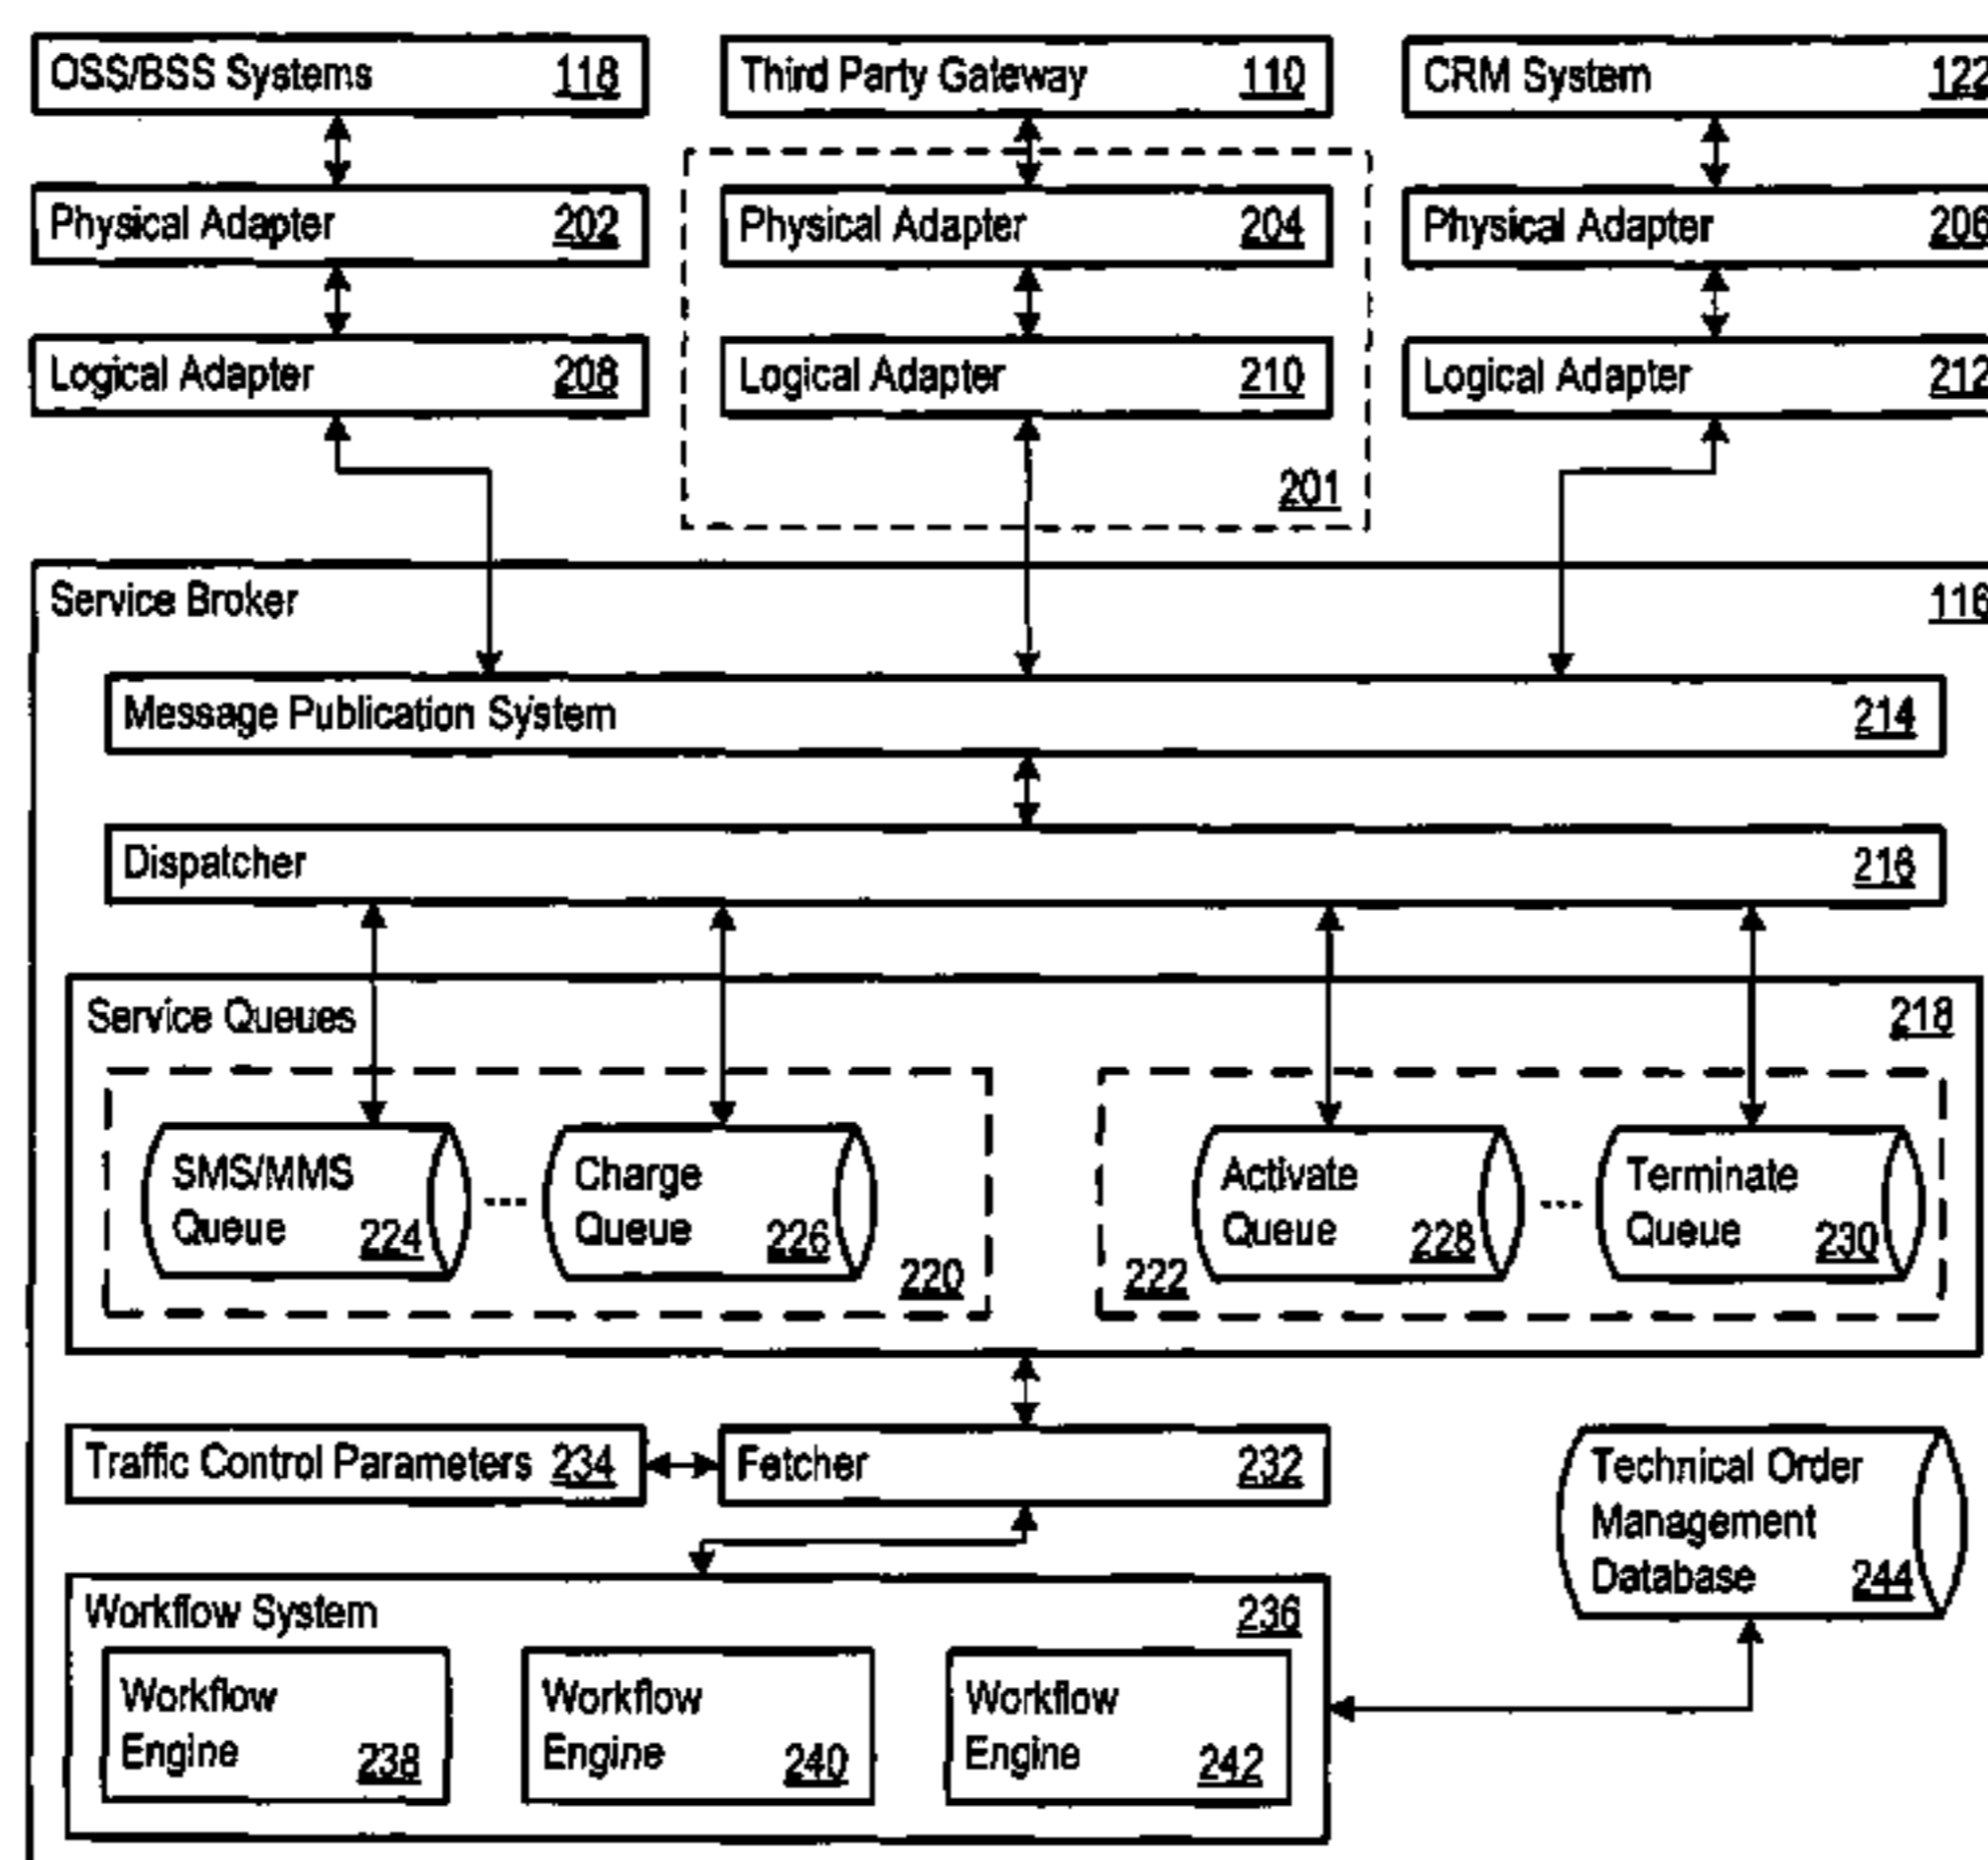 OSS/BSS Systems 118
Third Party Gateway 110
CRM System 122
Physical Adapter 202
Physical Adapter 204
Physical Adapter 206
Logical Adapter 208
Logical Adapter 210
Logical Adapter 212
201
Service Broker 116
Message Publication System 214
Dispatcher 216
Service Queues 218
SMS/MMS
Queue 224
...
Charge
Queue 226
220
Activate
Queue 228
...
Terminate
Queue 230
222
Traffic Control Parameters 234
Fetcher 232
Technical Order
Management
Database 244
Workflow System 236
Workflow
Engine 238
Workflow
Engine 240
Workflow
Engine 242